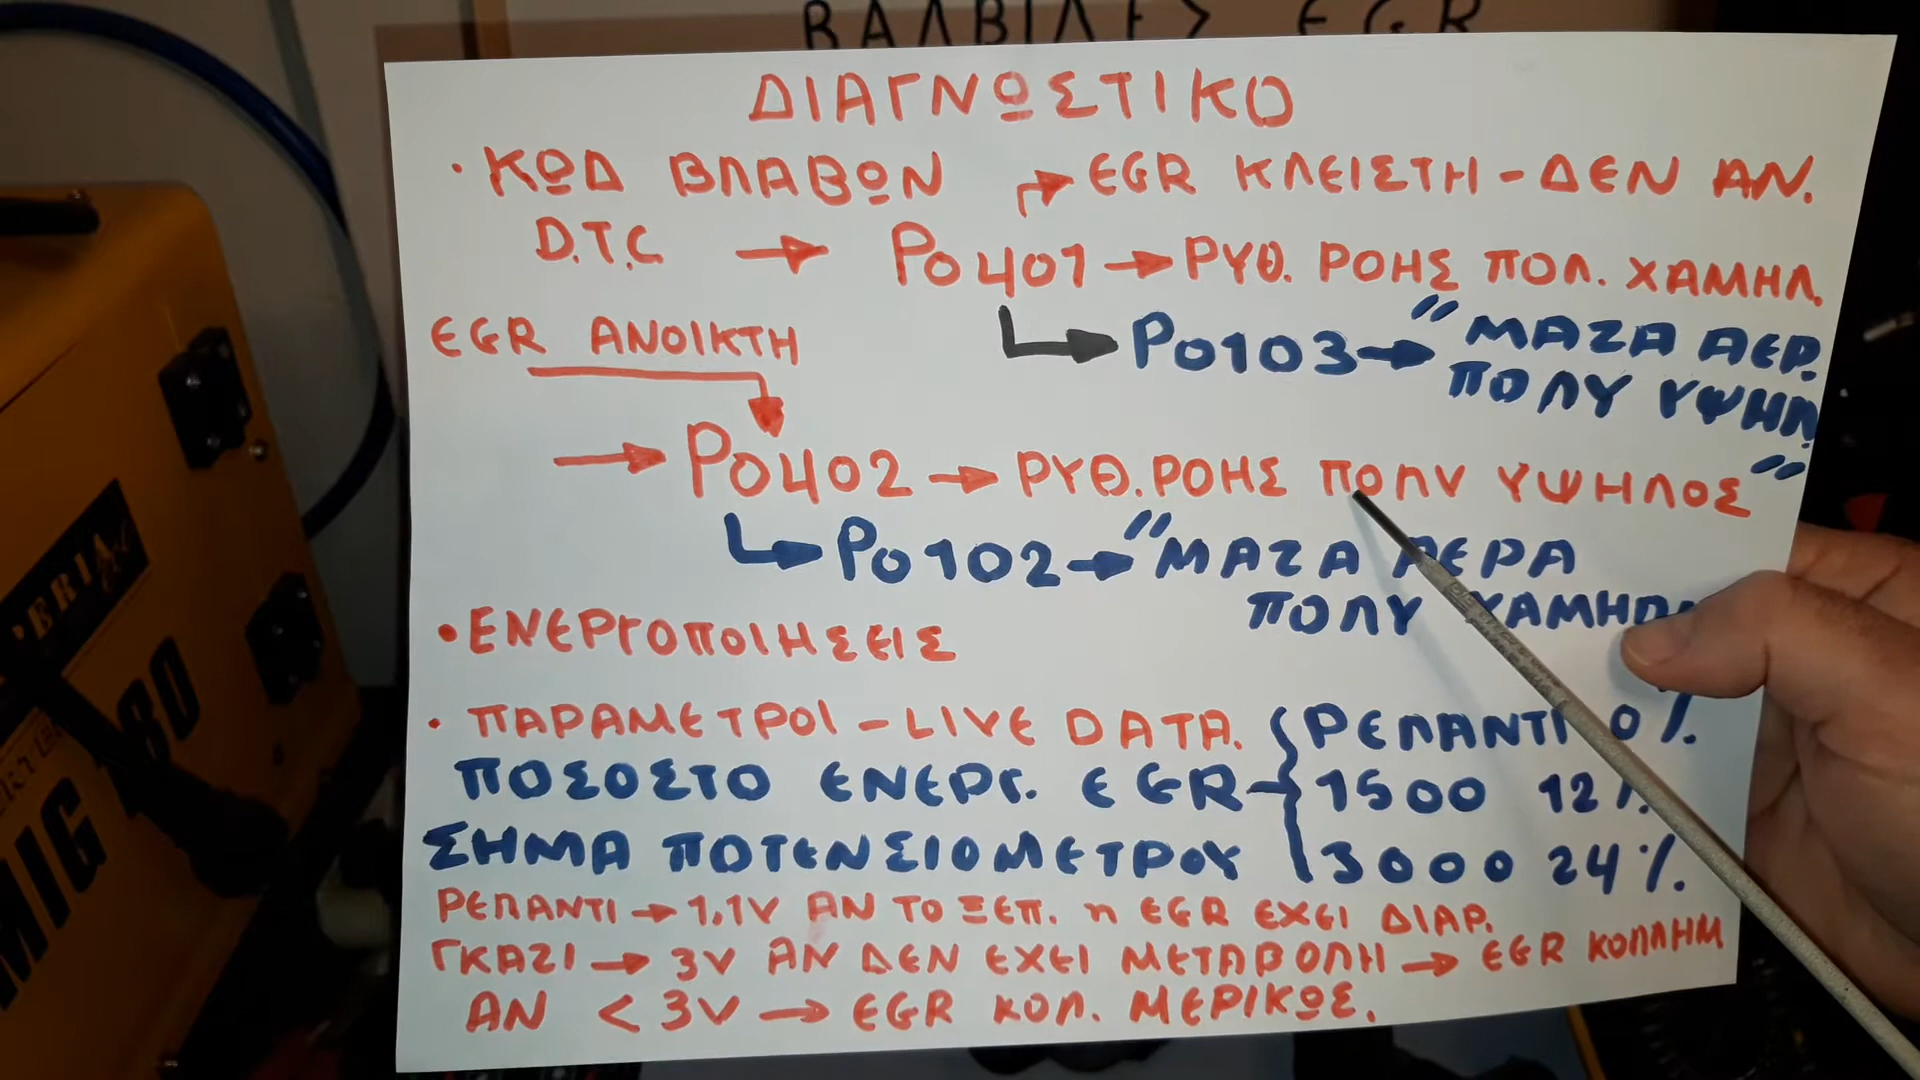 ΒΑΛΒΙΔΕΣ EGR
ΔΙΑΓΝΩΣΤΙΚΟ
· ΚΩΔ ΒΛΑΒΩΝ → EGR ΚΛΕΙΣΤΗ - ΔΕΝ ΑΝ.
D.T.C → P0401 → ΡΥΘ. ΡΟΗΣ ΠΟΛ. ΧΑΜΗΛ.
EGR ΑΝΟΙΚΤΗ
→ P0103 → "ΜΑΖΑ ΑΕΡ.
ΠΟΛΥ ΥΨΗΛ."
→ P0402 → ΡΥΘ. ΡΟΗΣ ΠΟΛΥ ΥΨΗΛΟΣ
→ P0102 → "ΜΑΖΑ ΑΕΡΑ
ΠΟΛΥ
• ΕΝΕΡΓΟΠΟΙΗΣΕΙΣ
· ΠΑΡΑΜΕΤΡΟΙ - LIVE DATA. { ΡΕΛΑΝΤΙ 0%.
ΠΟΣΟΣΤΟ ΕΝΕΡΓ. EGR - 1500 12%.
ΣΗΜΑ ΠΟΤΕΝΣΙΟΜΕΤΡΟΥ 3000 24%.
ΡΕΛΑΝΤΙ → 1,1V ΑΝ ΤΟ ΞΕΠ. η EGR ΕΧΕΙ ΔΙΑΡ.
ΓΚΑΖΙ → 3V ΑΝ ΔΕΝ ΕΧΕΙ ΜΕΤΑΒΟΛΗ → EGR ΚΟΛΛΗΜ
ΑΝ < 3V → EGR ΚΟΛ. ΜΕΡΙΚΩΣ.
MIG 180